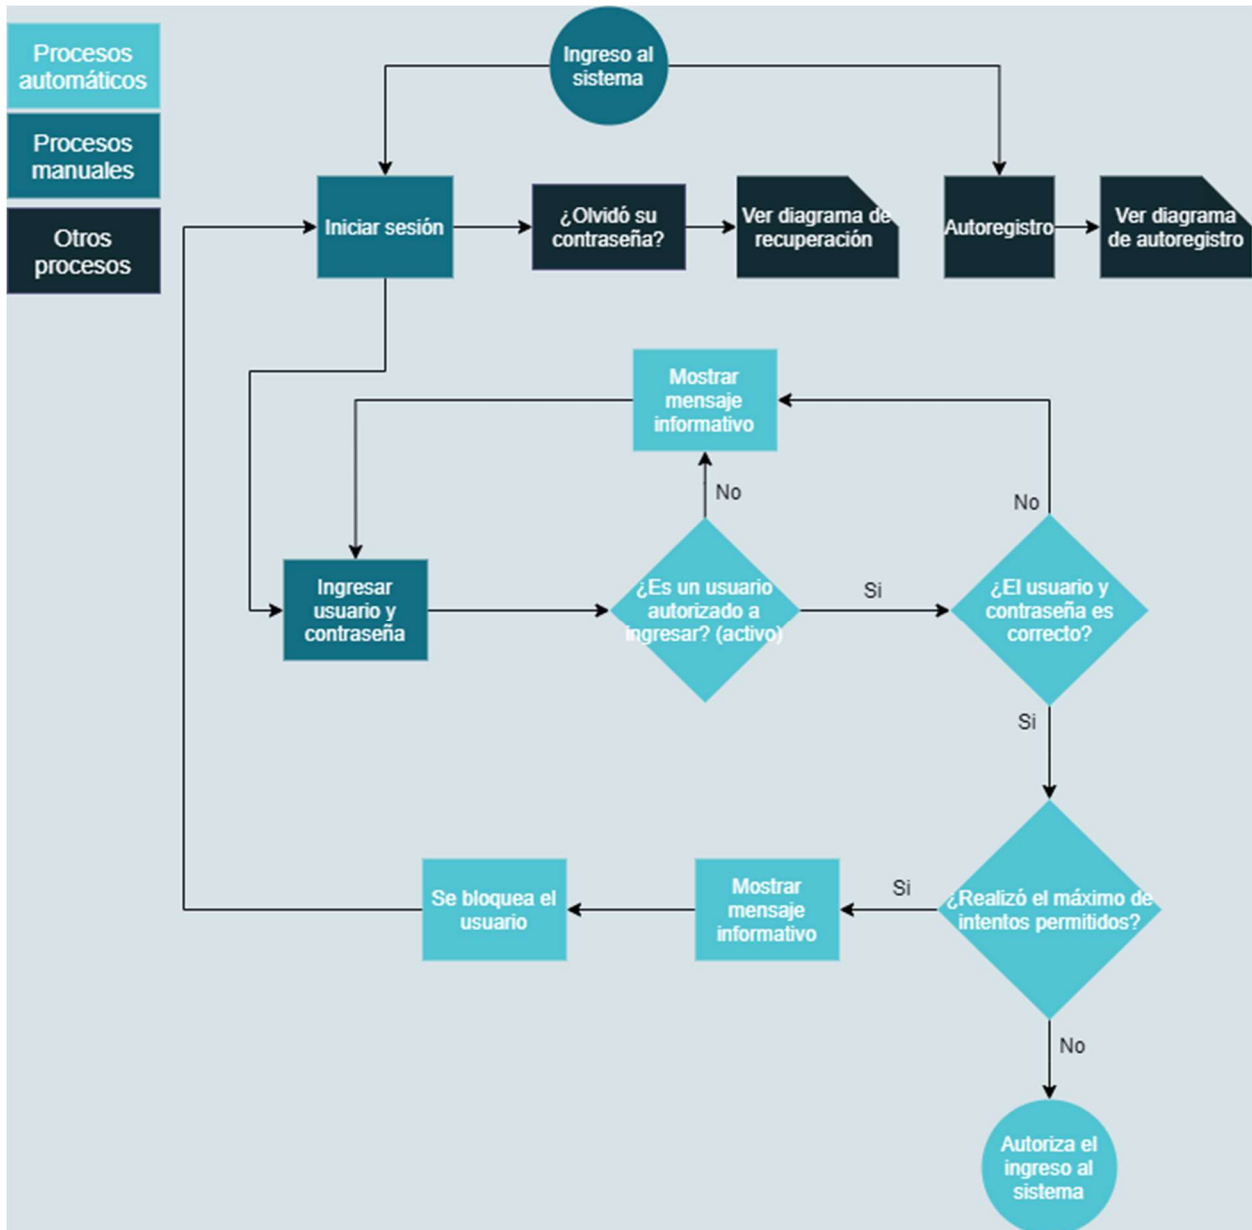 Procesos
automáticos
Procesos
manuales
Otros
procesos
Ingreso al
sistema
Iniciar sesión
¿Olvidó su
contraseña?
Ver diagrama de
recuperación
Autoregistro
Ver diagrama
de autoregistro
Mostrar
mensaje
informativo
No
No
Ingresar
usuario y
contraseña
¿Es un usuario
autorizado a
ingresar? (activo)
Si
¿El usuario y
contraseña es
correcto?
Si
Se bloquea el
usuario
Mostrar
mensaje
informativo
Si
¿Realizó el máximo de
intentos permitidos?
No
Autoriza el
ingreso al
sistema